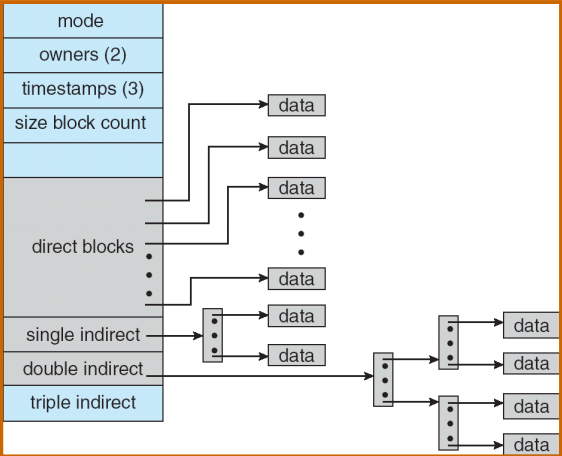 mode
owners (2)
timestamps (3)
size block count
data
data
data
direct blocks
data
single indirect
data
data
double indirect
triple indirect
data
data
data
data